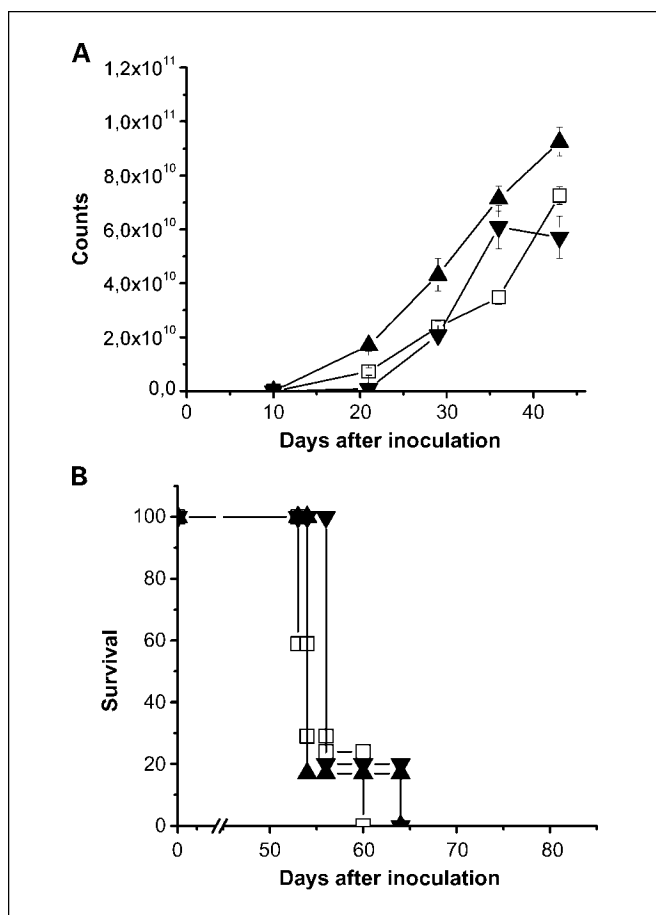 A
1,2x10¹¹
1,0x10¹¹
8,0x10¹⁰
6,0x10¹⁰
4,0x10¹⁰
2,0x10¹⁰
0,0
Counts
0 10 20 30 40
Days after inoculation
B
100
80
60
40
20
0
Survival
0 50 60 70 80
Days after inoculation